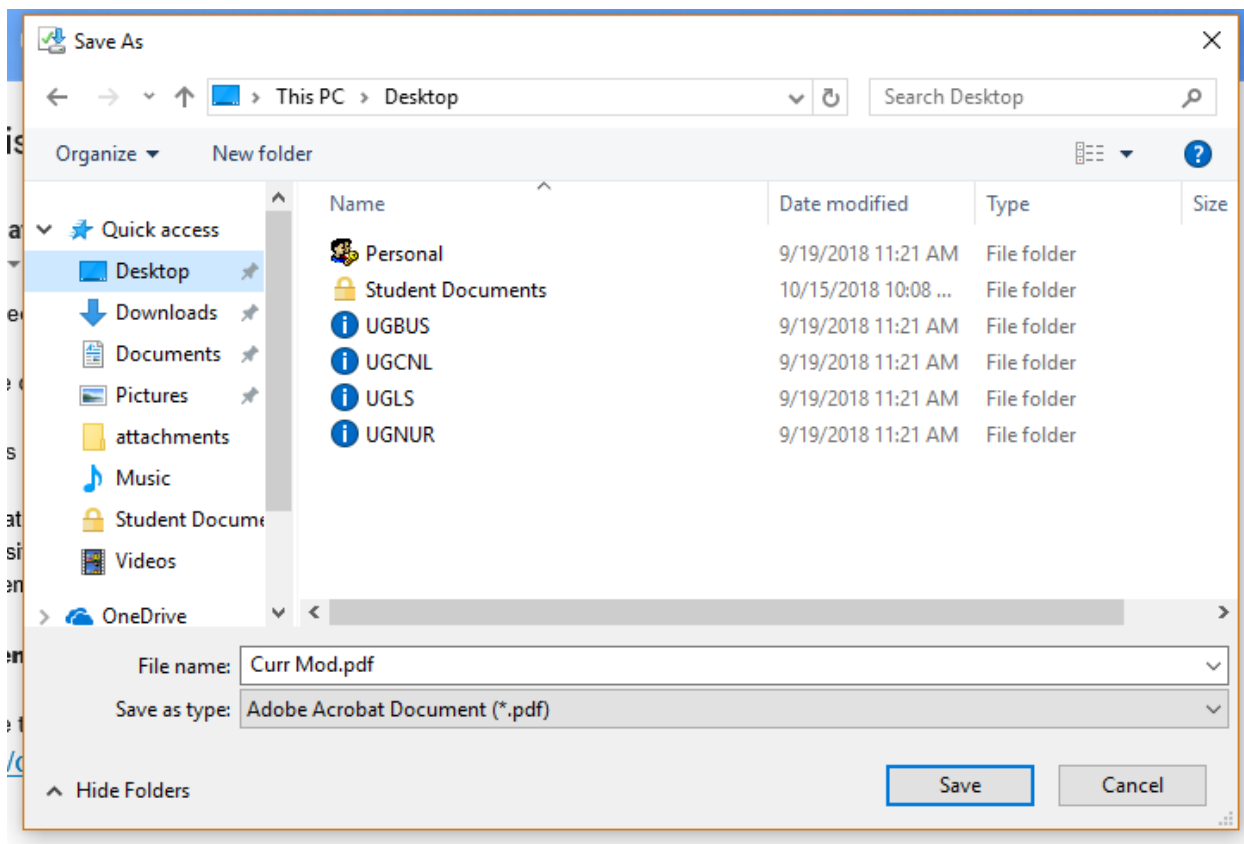 Save As
This PC > Desktop
Search Desktop
Organize
New folder
?
Name
Date modified
Type
Size
Quick access
Desktop
Downloads
Documents
Pictures
attachments
Music
Student Docume
Videos
OneDrive
Personal 9/19/2018 11:21 AM File folder
Student Documents 10/15/2018 10:08 ... File folder
UGBUS 9/19/2018 11:21 AM File folder
UGCNL 9/19/2018 11:21 AM File folder
UGLS 9/19/2018 11:21 AM File folder
UGNUR 9/19/2018 11:21 AM File folder
File name: Curr Mod.pdf
Save as type: Adobe Acrobat Document (*.pdf)
Hide Folders
Save
Cancel